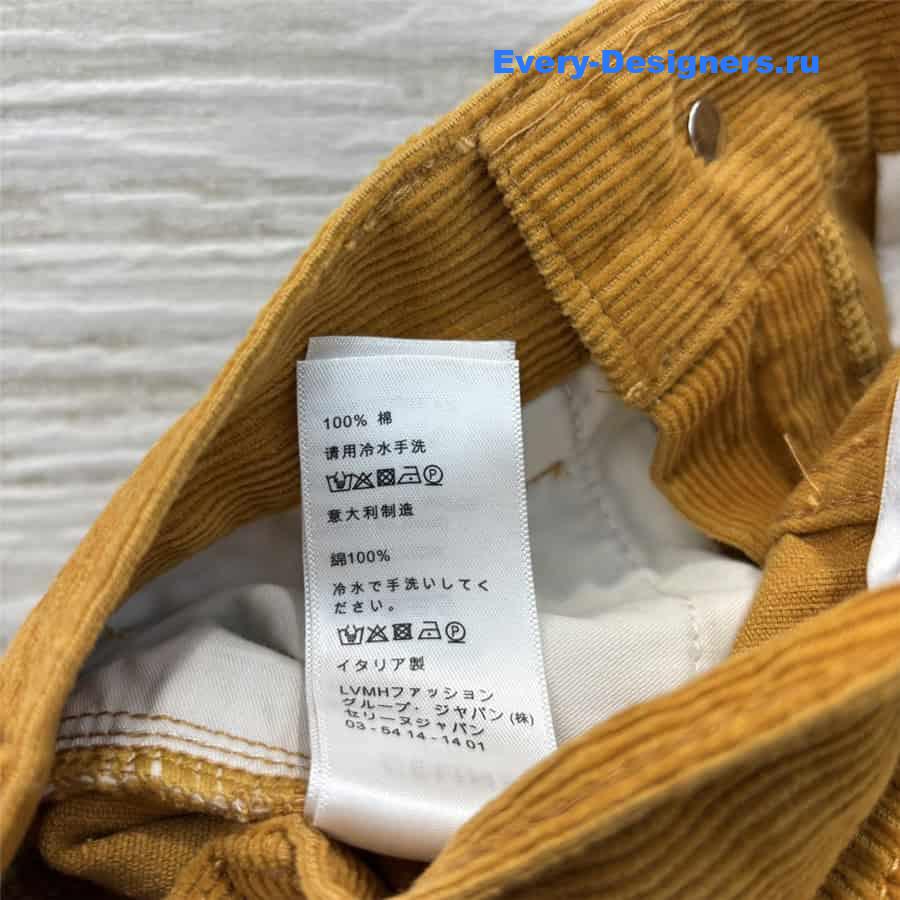 Every-Designers.ru
100% 棉
请用冷水手洗
P
意大利制造
綿100%
冷水で手洗いしてく
ださい。
P
イタリア製
LVMHファッション
グループ・ジャパン(株)
セリーヌジャパン
03-5414-1401